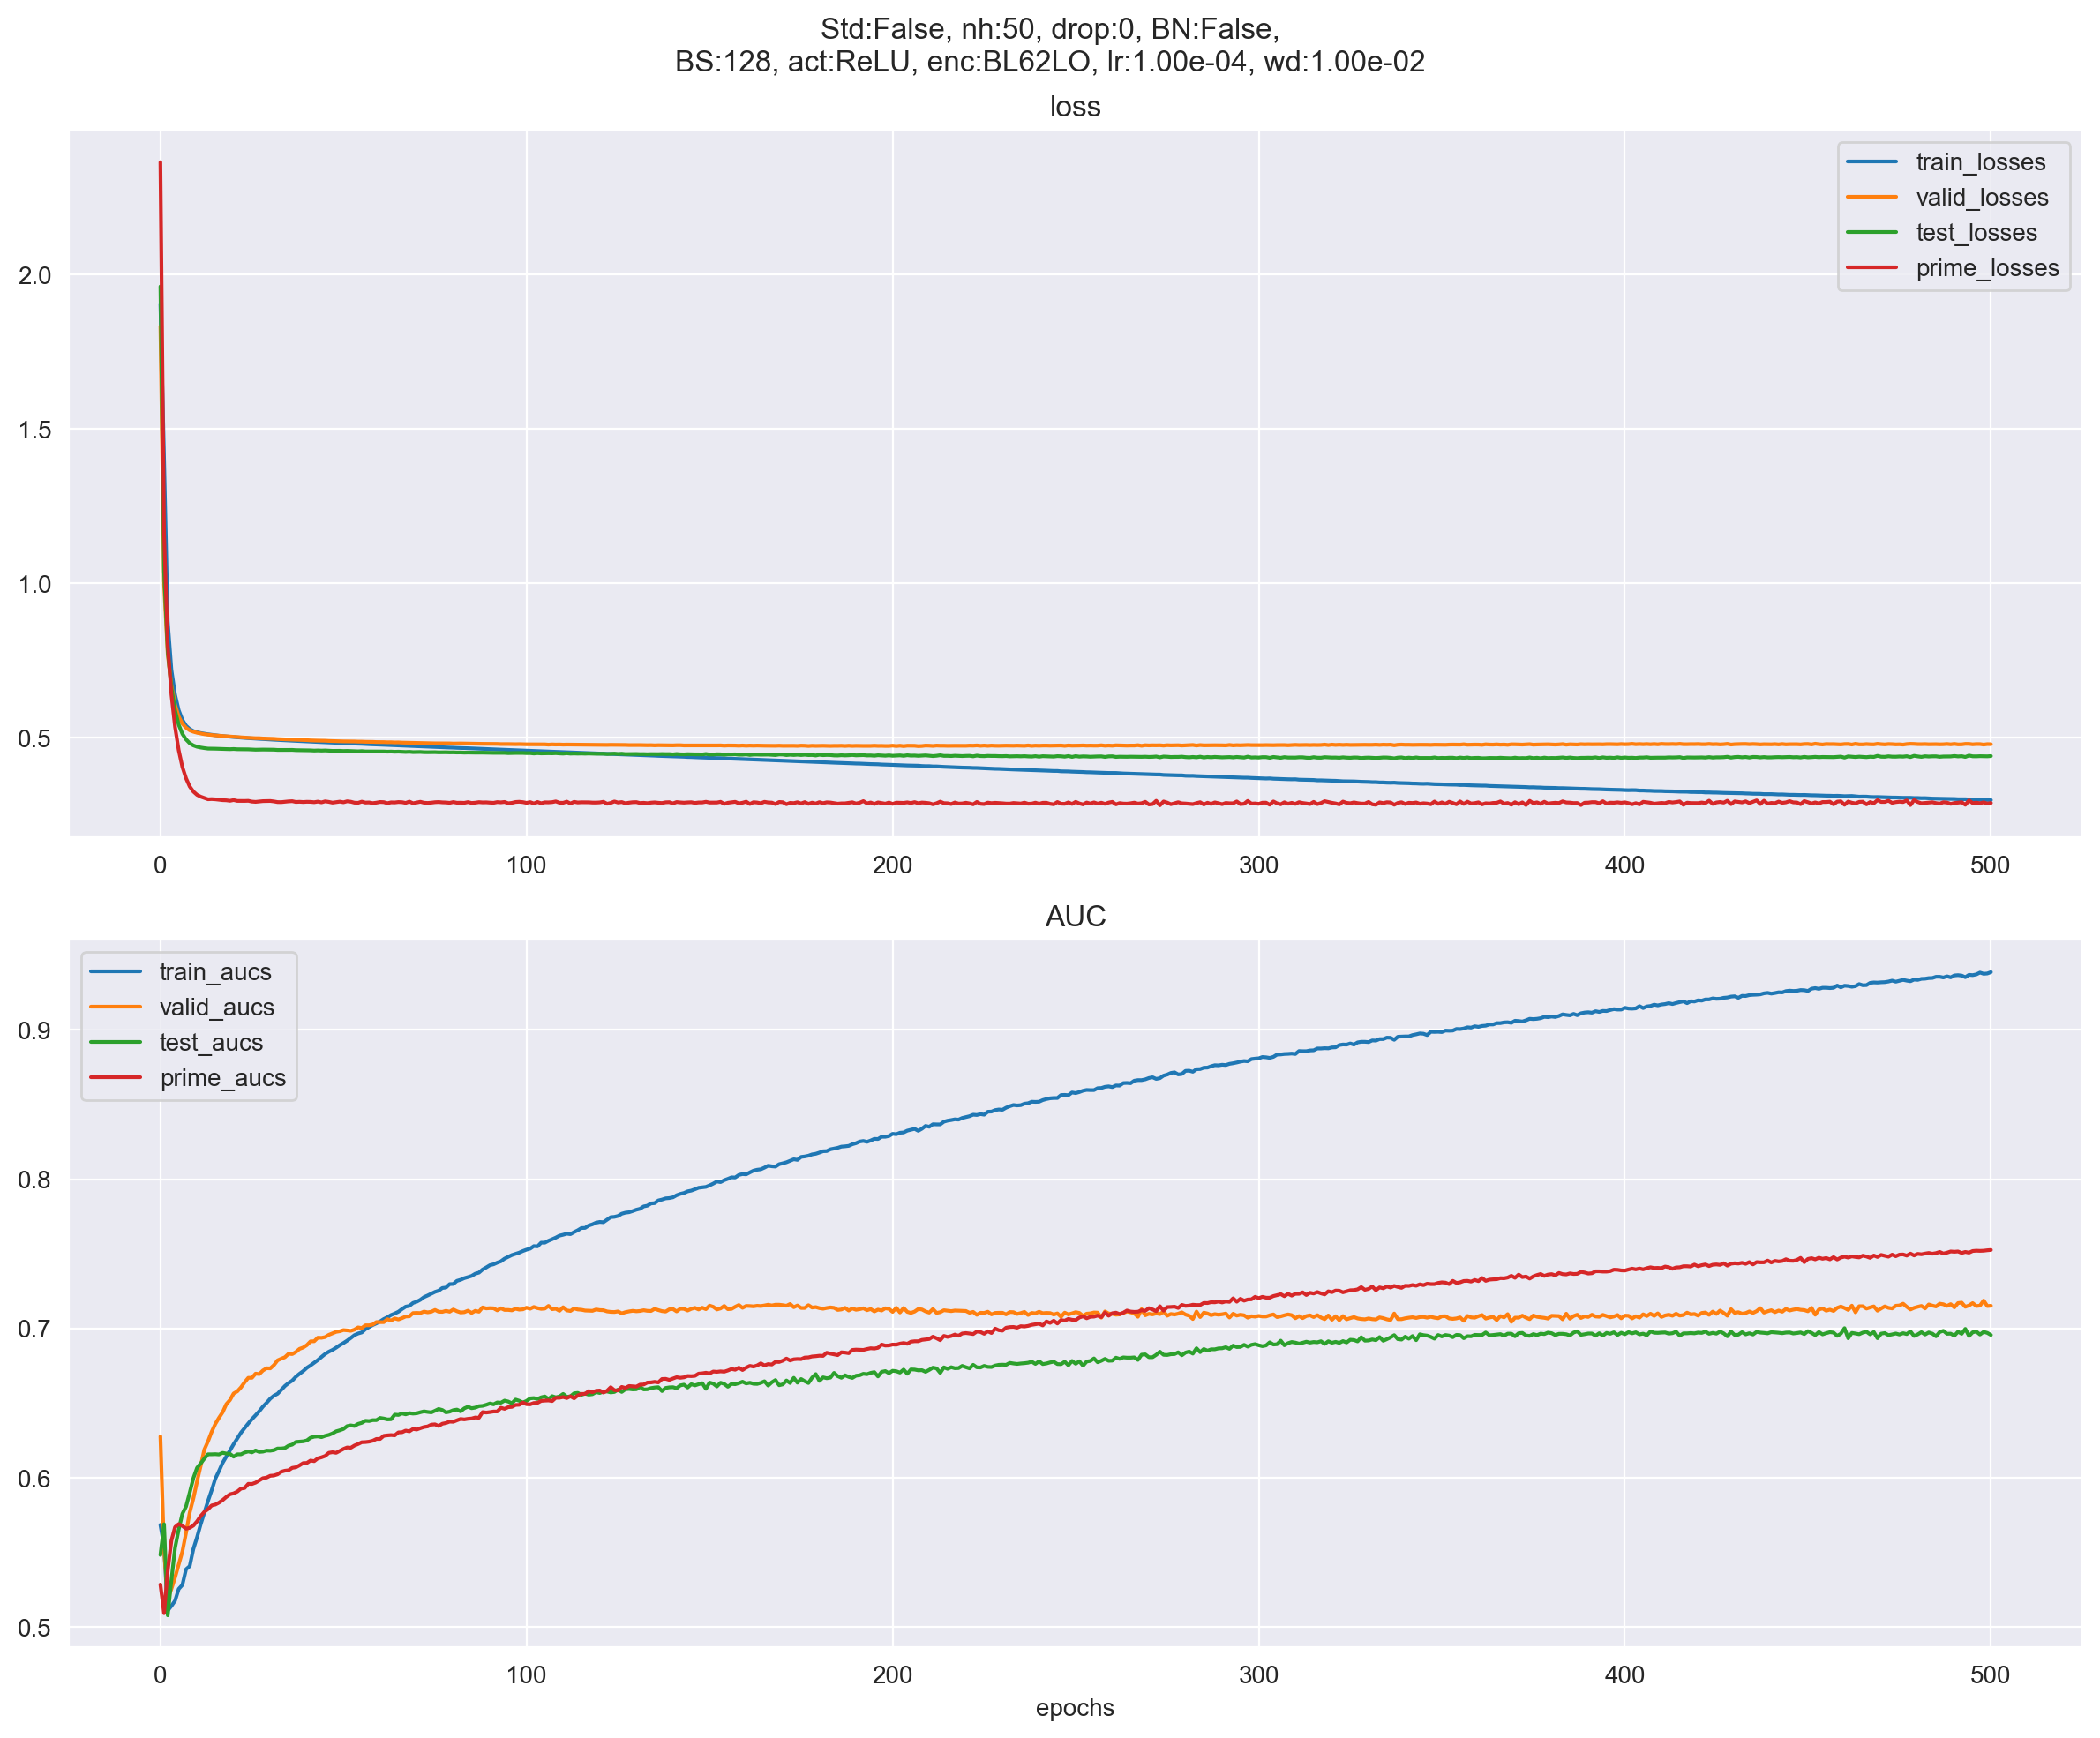 Std:False, nh:50, drop:0, BN:False,
BS:128, act:ReLU, enc:BL62LO, lr:1.00e-04, wd:1.00e-02
loss
train_losses
valid_losses
test_losses
prime_losses
2.0
1.5
1.0
0.5
0 100 200 300 400 500
AUC
train_aucs
valid_aucs
test_aucs
prime_aucs
0.9
0.8
0.7
0.6
0.5
0 100 200 300 400 500
epochs